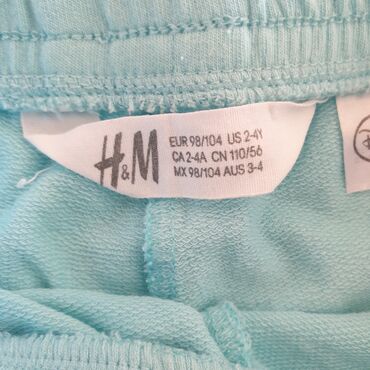 H&M
EUR 98/104 US 2-4Y
CA 2-4A CN 110/56
MX 98/104 AUS 3-4